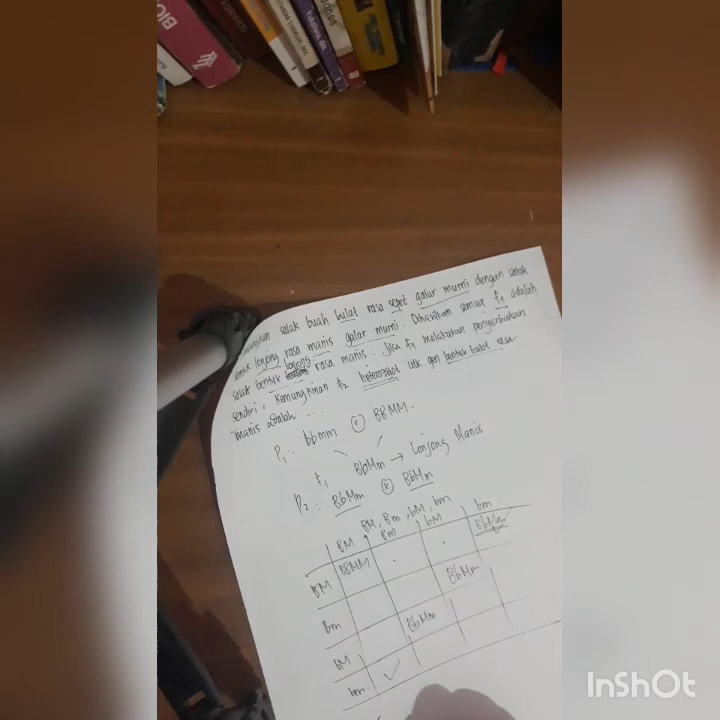 BIO
salak buah bulat rasa sepet galur murni dengan salak
lonjong rasa manis galur murni. Dihasilkan semua F1 adalah
salak bentuk lonjong rasa manis. Jika F1 melakukan penyerbukan
sendiri, kemungkinan F2 heterozigot utk gen bentuk bulat rasa
manis adalah ...
P1 : bbmm x BBMM.
F1 BbMm → Lonjong Manis
P2 : BbMm x BbMm
BM, Bm, bM, bm
BM Bm bM bm
BM BBMM BbMm
Bm BbMm
bM BbMm
bm. ✓
InShOt